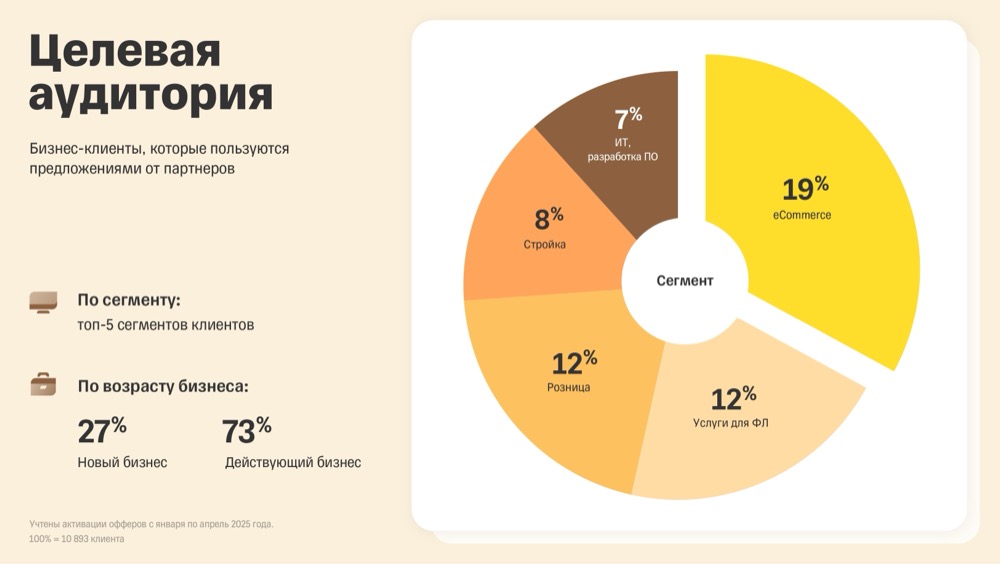 Целевая
аудитория
Бизнес-клиенты, которые пользуются
предложениями от партнеров
По сегменту:
топ-5 сегментов клиентов
По возрасту бизнеса:
27%
Новый бизнес
73%
Действующий бизнес
Учтены активации офферов с января по апрель 2025 года.
100% = 10 893 клиента
Сегмент
19%
eCommerce
12%
Услуги для ФЛ
12%
Розница
8%
Стройка
7%
ИТ,
разработка ПО